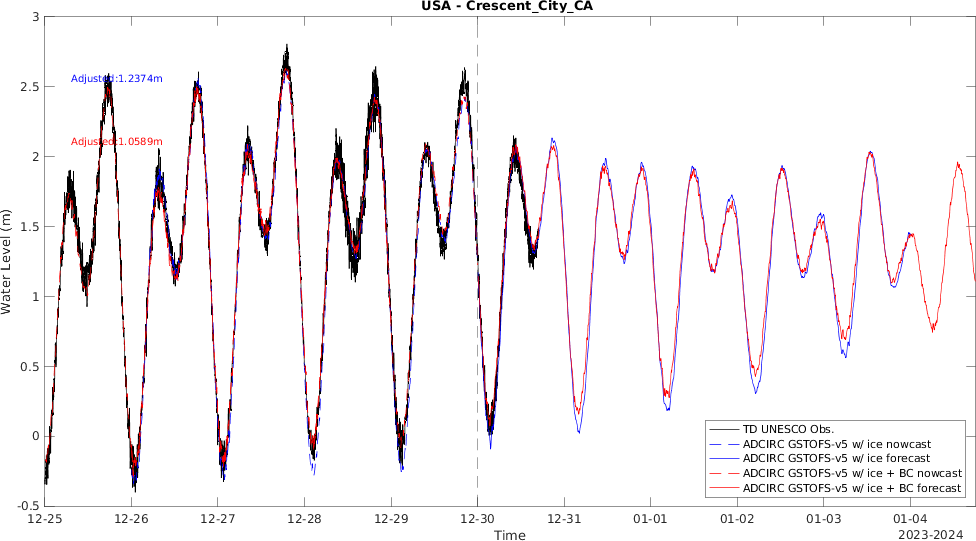 USA - Crescent_City_CA
3
2.5
2
1.5
1
0.5
0
-0.5
Water Level (m)
Adjusted:1.2374m
Adjusted:1.0589m
TD UNESCO Obs.
ADCIRC GSTOFS-v5 w/ ice nowcast
ADCIRC GSTOFS-v5 w/ ice forecast
ADCIRC GSTOFS-v5 w/ ice + BC nowcast
ADCIRC GSTOFS-v5 w/ ice + BC forecast
12-25 12-26 12-27 12-28 12-29 12-30 12-31 01-01 01-02 01-03 01-04
Time
2023-2024